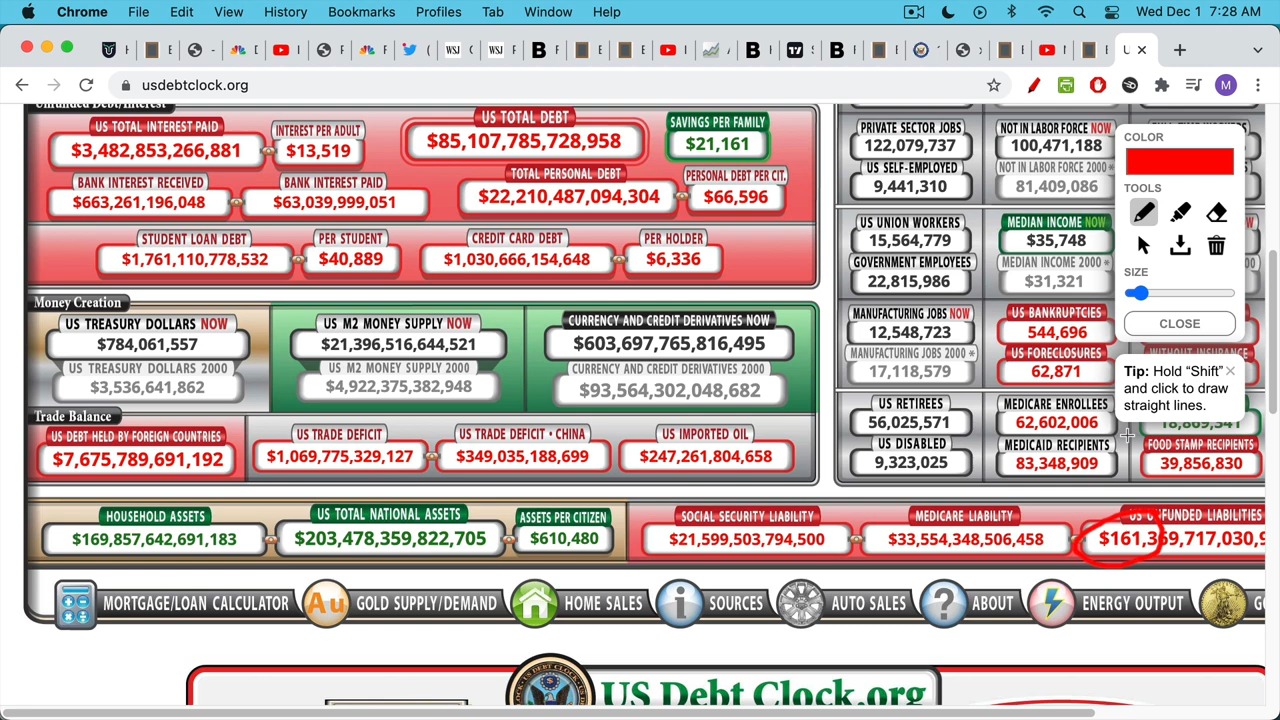 Chrome File Edit View History Bookmarks Profiles Tab Window Help Wed Dec 1 7:28 AM
usdebtclock.org M
Unfunded Debt/Interest
US TOTAL INTEREST PAID
$3,482,853,266,881
INTEREST PER ADULT
$13,519
US TOTAL DEBT
$85,107,785,728,958
SAVINGS PER FAMILY
$21,161
BANK INTEREST RECEIVED
$663,261,196,048
BANK INTEREST PAID
$63,039,999,051
TOTAL PERSONAL DEBT
$22,210,487,094,304
PERSONAL DEBT PER CIT.
$66,596
STUDENT LOAN DEBT
$1,761,110,778,532
PER STUDENT
$40,889
CREDIT CARD DEBT
$1,030,666,154,648
PER HOLDER
$6,336
Money Creation
US TREASURY DOLLARS NOW
$784,061,557
US TREASURY DOLLARS 2000
$3,536,641,862
US M2 MONEY SUPPLY NOW
$21,396,516,644,521
US M2 MONEY SUPPLY 2000
$4,922,375,382,948
CURRENCY AND CREDIT DERIVATIVES NOW
$603,697,765,816,495
CURRENCY AND CREDIT DERIVATIVES 2000
$93,564,302,048,682
Trade Balance
US DEBT HELD BY FOREIGN COUNTRIES
$7,675,789,691,192
US TRADE DEFICIT
$1,069,775,329,127
US TRADE DEFICIT • CHINA
$349,035,188,699
US IMPORTED OIL
$247,261,804,658
PRIVATE SECTOR JOBS
122,079,737
US SELF-EMPLOYED
9,441,310
NOT IN LABOR FORCE NOW
100,471,188
NOT IN LABOR FORCE 2000 *
81,409,086
US UNION WORKERS
15,564,779
GOVERNMENT EMPLOYEES
22,815,986
MEDIAN INCOME NOW
$35,748
MEDIAN INCOME 2000 *
$31,321
MANUFACTURING JOBS NOW
12,548,723
MANUFACTURING JOBS 2000 *
17,118,579
US BANKRUPTCIES
544,696
US FORECLOSURES
62,871
WITHOUT INSURANCE
US RETIREES
56,025,571
US DISABLED
9,323,025
MEDICARE ENROLLEES
62,602,006
MEDICAID RECIPIENTS
83,348,909
18,869,341
FOOD STAMP RECIPIENTS
39,856,830
COLOR
TOOLS
SIZE
CLOSE
Tip: Hold “Shift”
and click to draw
straight lines.
HOUSEHOLD ASSETS
$169,857,642,691,183
US TOTAL NATIONAL ASSETS
$203,478,359,822,705
ASSETS PER CITIZEN
$610,480
SOCIAL SECURITY LIABILITY
$21,599,503,794,500
MEDICARE LIABILITY
$33,554,348,506,458
US UNFUNDED LIABILITIES
$161,359,717,030,9
MORTGAGE/LOAN CALCULATOR Au GOLD SUPPLY/DEMAND HOME SALES SOURCES AUTO SALES ABOUT ENERGY OUTPUT
US Debt Clock.org